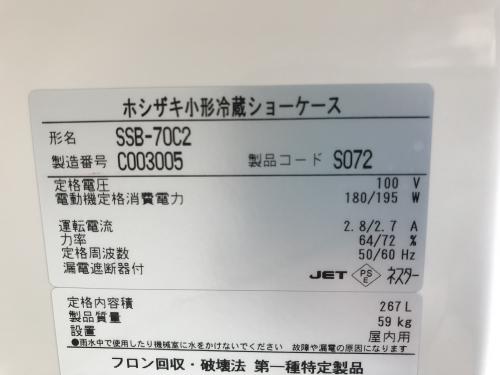 ホシザキ小形冷蔵ショーケース
形名 SSB-70C2
製造番号 C003005 製品コード S072
定格電圧 100 V
電動機定格消費電力 180/195 W
運転電流 2.8/2.7 A
力率 64/72 %
定格周波数 50/60 Hz
漏電遮断器付 JET PSE ネスター
定格内容積 267 L
製品質量 59 kg
設置 屋内用
●雨水中で使用したり機械室に水をかけないでください 故障や漏電の原因になります
フロン回収・破壊法 第一種特定製品